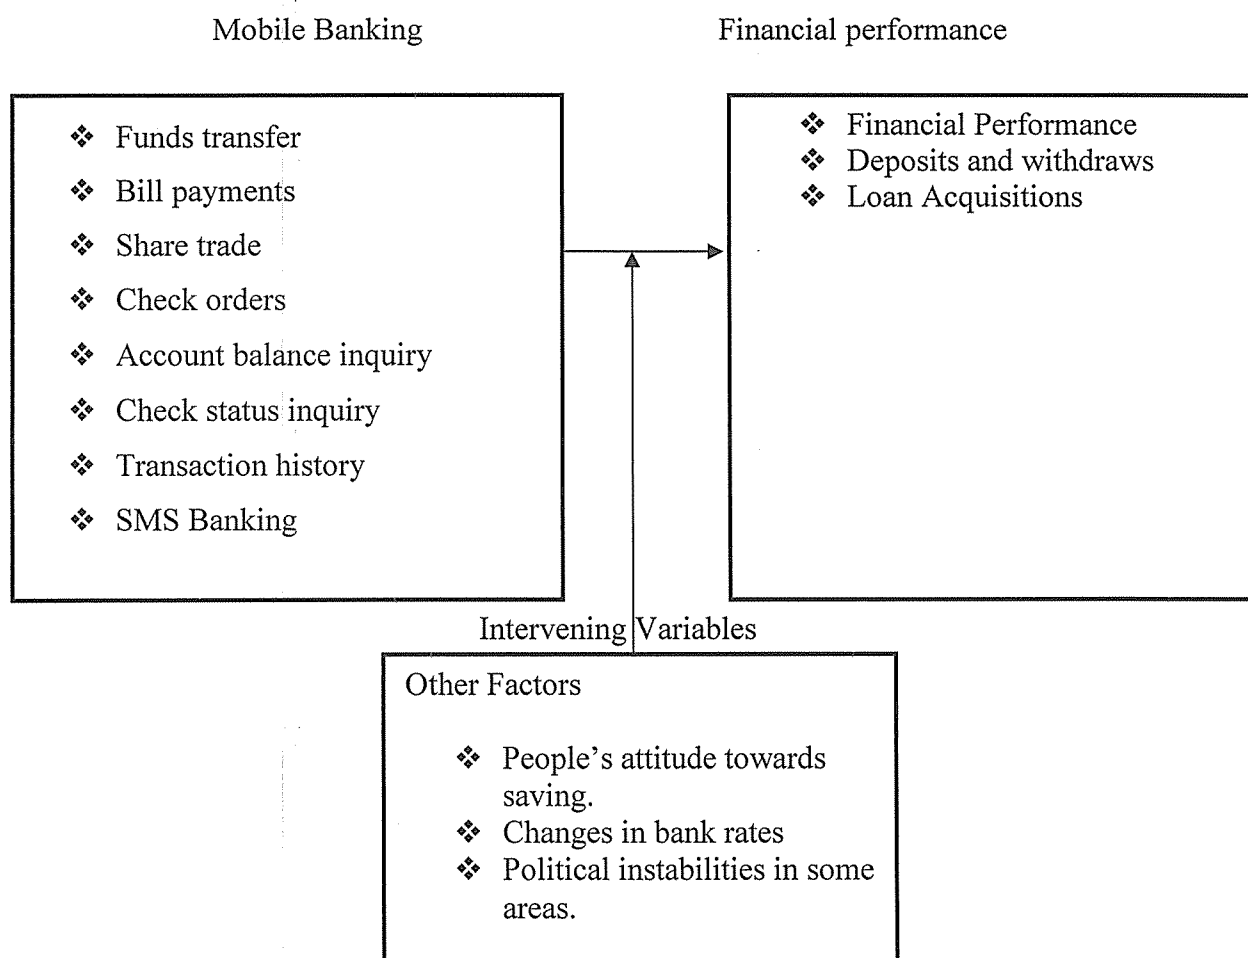 Mobile Banking
Financial performance
❖ Funds transfer
❖ Bill payments
❖ Share trade
❖ Check orders
❖ Account balance inquiry
❖ Check status inquiry
❖ Transaction history
❖ SMS Banking
❖ Financial Performance
❖ Deposits and withdraws
❖ Loan Acquisitions
Intervening Variables
Other Factors
❖ People’s attitude towards
saving.
❖ Changes in bank rates
❖ Political instabilities in some
areas.